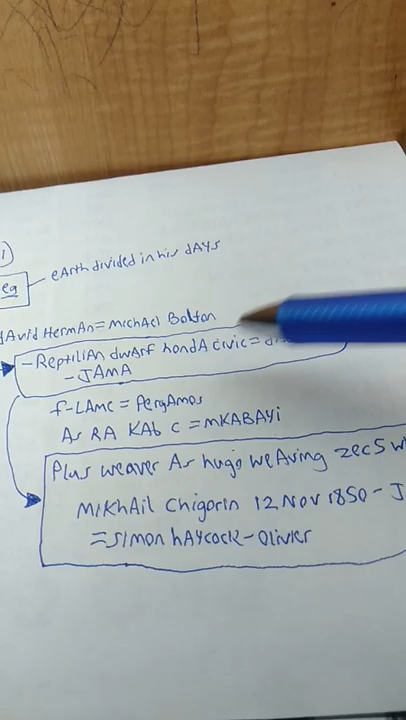 1)
eg
eArth divided in his dAys
dAvid HermAn = Michael Bolton
- ReptiliAn dwArf hondA civic =
- JAMA
f-LAMC = PergAmos
As RA KAb C = MKABAYi
Plus weaver As hugo weAving zec5
MiKhAil Chigorin 12 Nov 1850 - J
= simon hAycock - Olivier